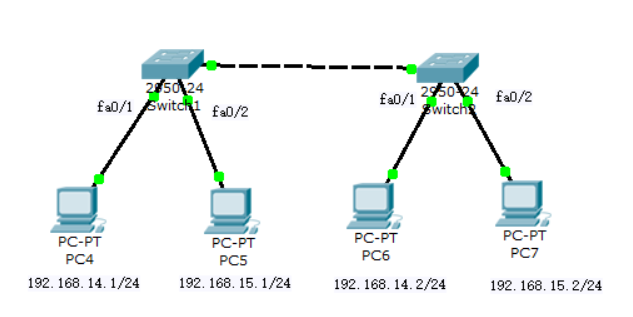 2950-24
Switch1
fa0/1
fa0/2
2950-24
Switch2
fa0/1
fa0/2
PC-PT
PC4
192.168.14.1/24
PC-PT
PC5
192.168.15.1/24
PC-PT
PC6
192.168.14.2/24
PC-PT
PC7
192.168.15.2/24